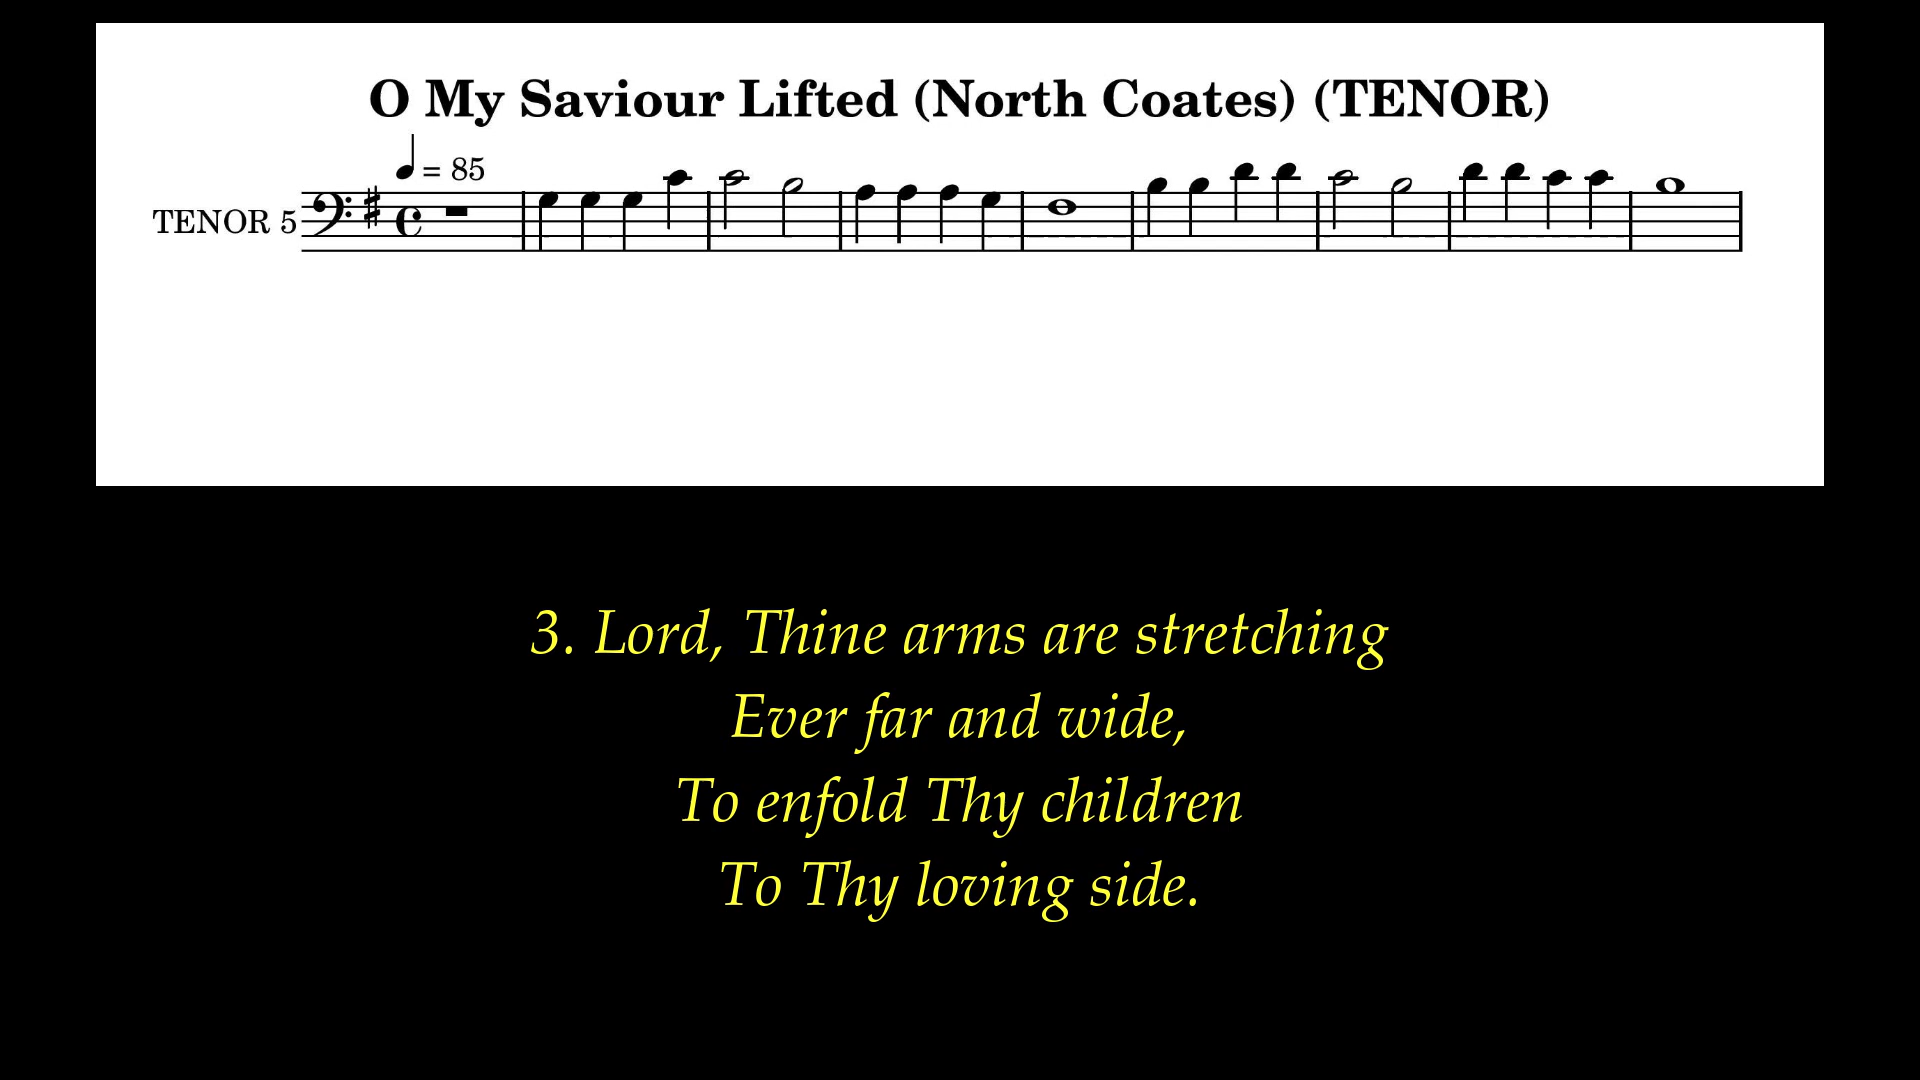 O My Saviour Lifted (North Coates) (TENOR)
= 85
TENOR 5
3. Lord, Thine arms are stretching
Ever far and wide,
To enfold Thy children
To Thy loving side.